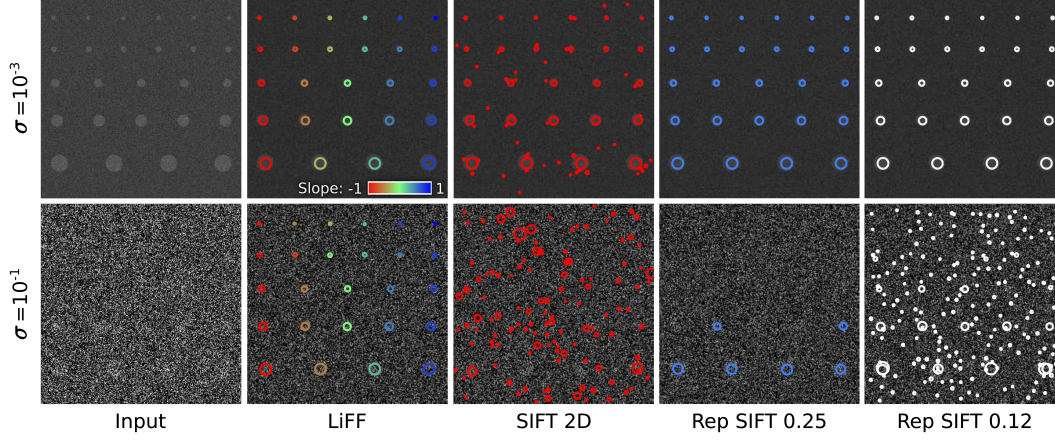 σ =10⁻³
Slope: -1 1
σ =10⁻¹
Input LiFF SIFT 2D Rep SIFT 0.25 Rep SIFT 0.12